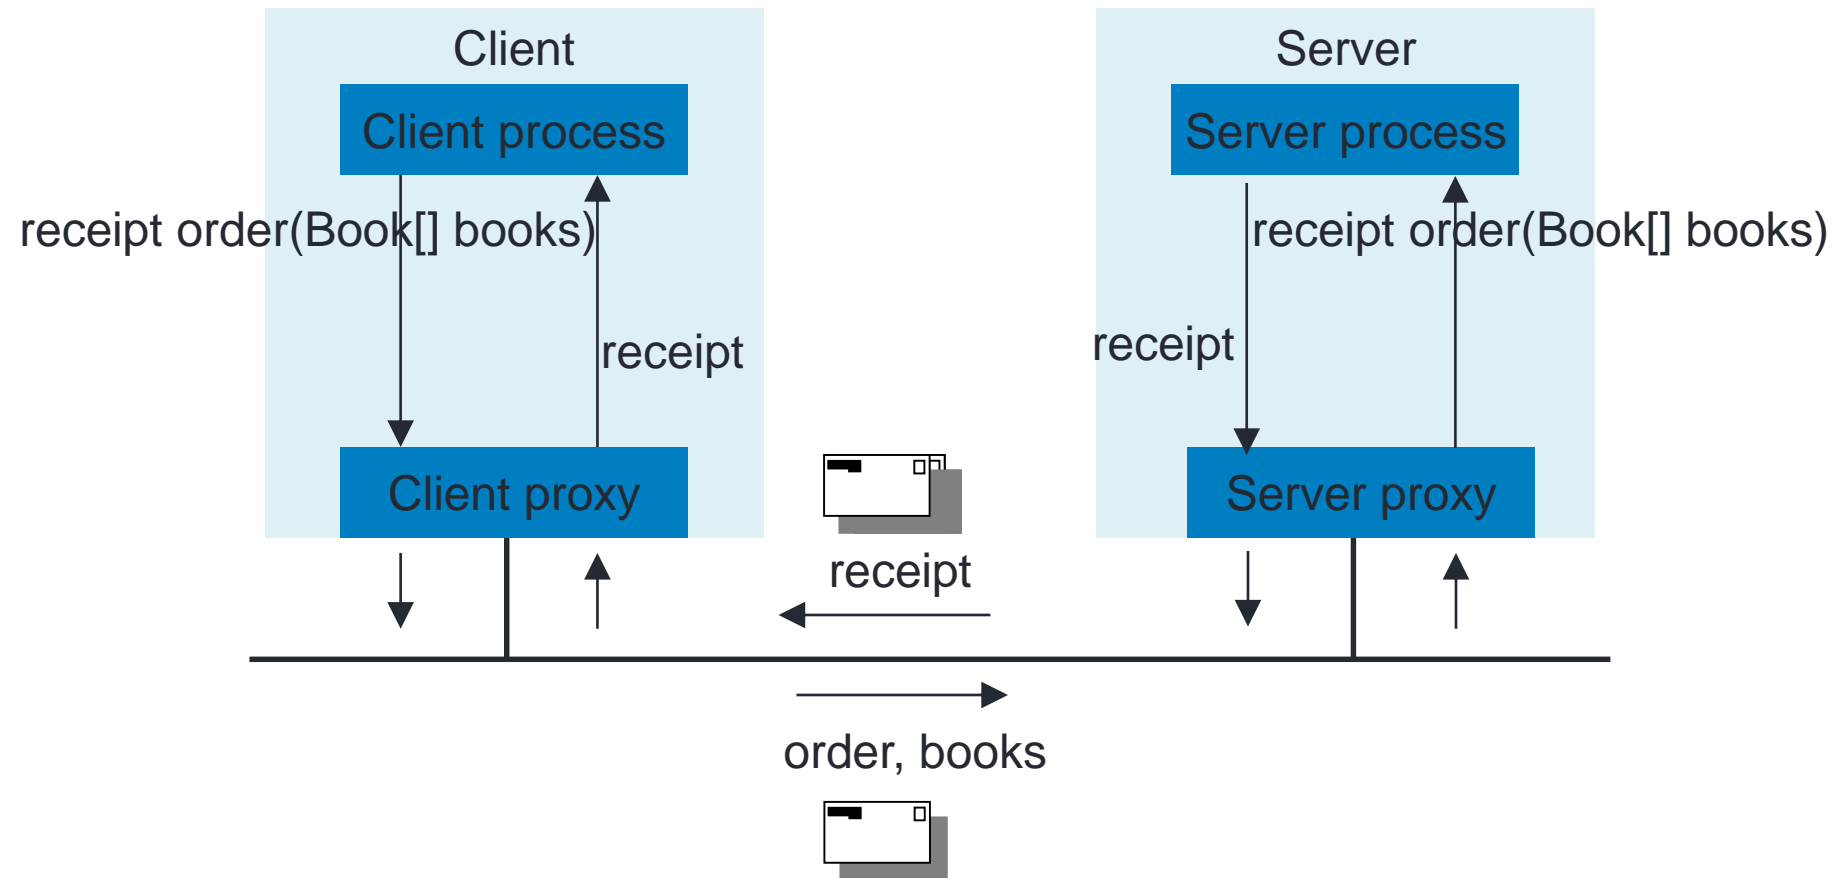 Client
Server
Client process
Server process
receipt order(Book[] books)
receipt order(Book[] books)
receipt
receipt
Client proxy
Server proxy
receipt
order, books